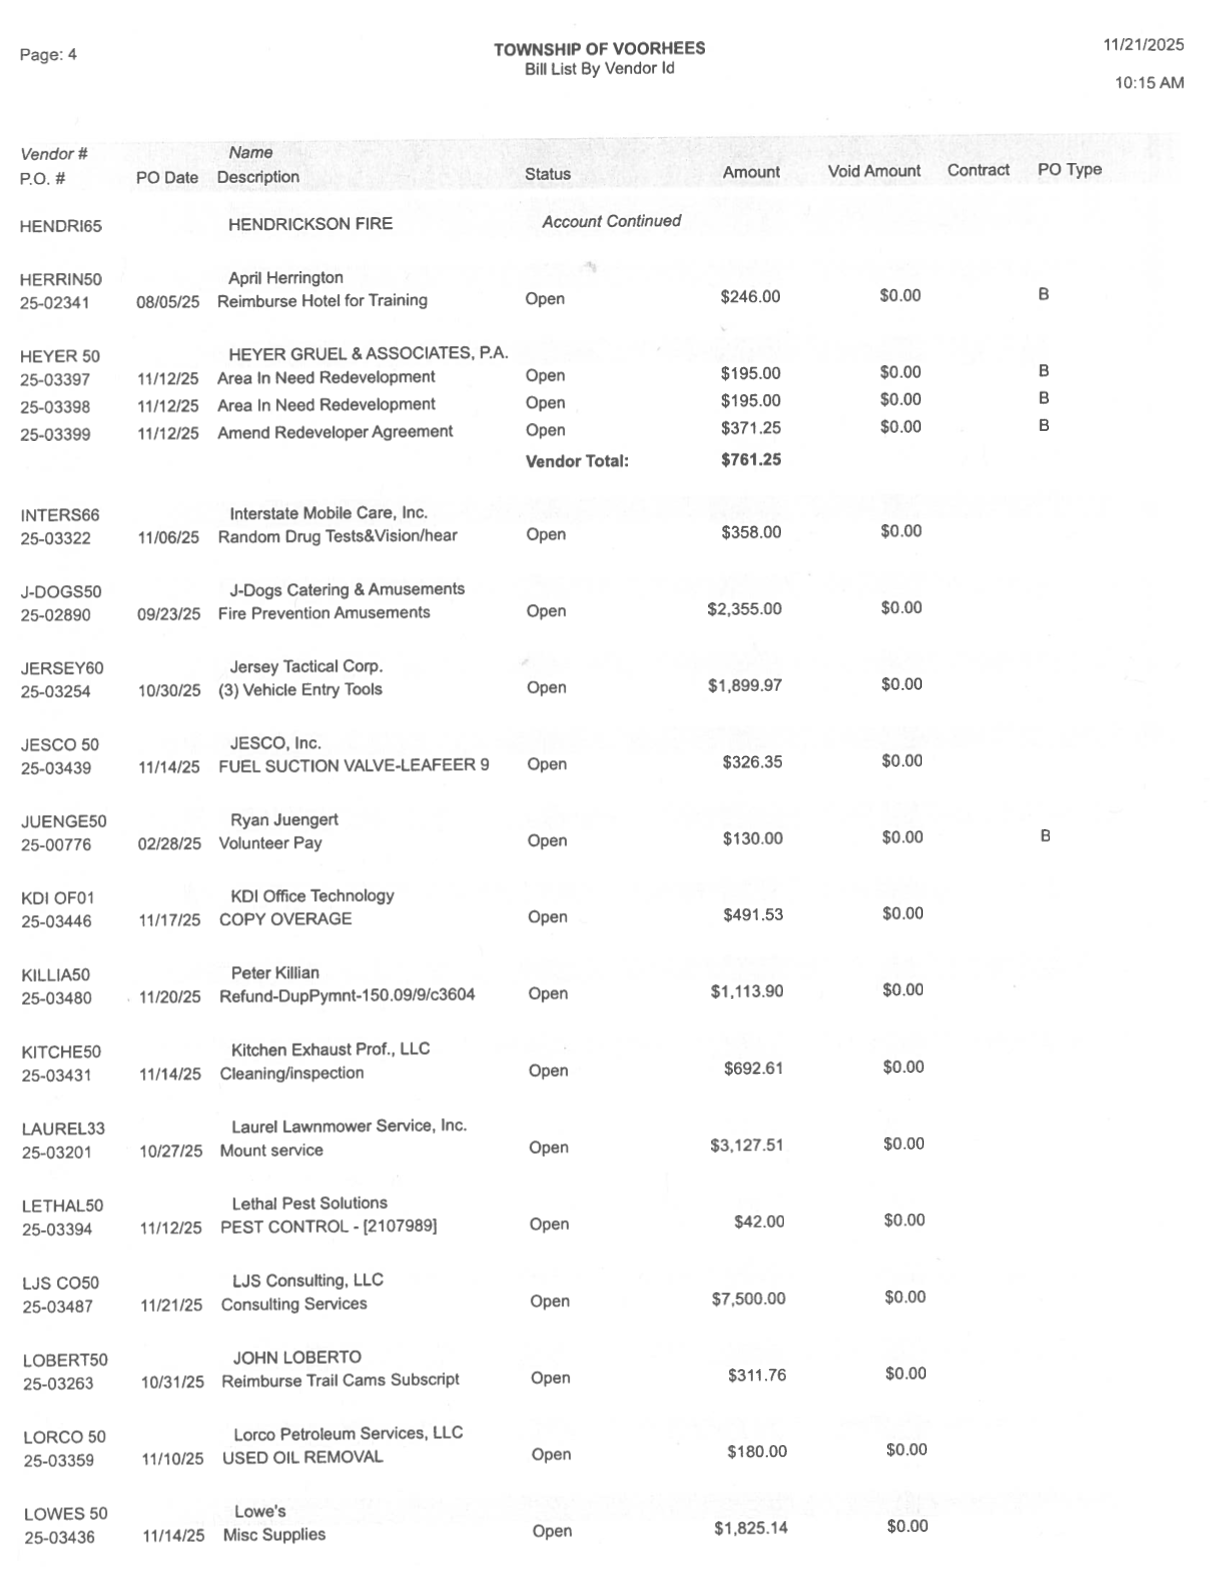 Page: 4 TOWNSHIP OF VOORHEES 11/21/2025
Bill List By Vendor Id
10:15 AM
Vendor # Name
P.O. # PO Date Description Status Amount Void Amount Contract PO Type
HENDRI65 HENDRICKSON FIRE Account Continued
HERRIN50 April Herrington
25-02341 08/05/25 Reimburse Hotel for Training Open $246.00 $0.00 B
HEYER 50 HEYER GRUEL & ASSOCIATES, P.A.
25-03397 11/12/25 Area In Need Redevelopment Open $195.00 $0.00 B
25-03398 11/12/25 Area In Need Redevelopment Open $195.00 $0.00 B
25-03399 11/12/25 Amend Redeveloper Agreement Open $371.25 $0.00 B
Vendor Total: $761.25
INTERS66 Interstate Mobile Care, Inc.
25-03322 11/06/25 Random Drug Tests&Vision/hear Open $358.00 $0.00
J-DOGS50 J-Dogs Catering & Amusements
25-02890 09/23/25 Fire Prevention Amusements Open $2,355.00 $0.00
JERSEY60 Jersey Tactical Corp.
25-03254 10/30/25 (3) Vehicle Entry Tools Open $1,899.97 $0.00
JESCO 50 JESCO, Inc.
25-03439 11/14/25 FUEL SUCTION VALVE-LEAFEER 9 Open $326.35 $0.00
JUENGE50 Ryan Juengert
25-00776 02/28/25 Volunteer Pay Open $130.00 $0.00 B
KDI OF01 KDI Office Technology
25-03446 11/17/25 COPY OVERAGE Open $491.53 $0.00
KILLIA50 Peter Killian
25-03480 11/20/25 Refund-DupPymnt-150.09/9/c3604 Open $1,113.90 $0.00
KITCHE50 Kitchen Exhaust Prof., LLC
25-03431 11/14/25 Cleaning/inspection Open $692.61 $0.00
LAUREL33 Laurel Lawnmower Service, Inc.
25-03201 10/27/25 Mount service Open $3,127.51 $0.00
LETHAL50 Lethal Pest Solutions
25-03394 11/12/25 PEST CONTROL - [2107989] Open $42.00 $0.00
LJS CO50 LJS Consulting, LLC
25-03487 11/21/25 Consulting Services Open $7,500.00 $0.00
LOBERT50 JOHN LOBERTO
25-03263 10/31/25 Reimburse Trail Cams Subscript Open $311.76 $0.00
LORCO 50 Lorco Petroleum Services, LLC
25-03359 11/10/25 USED OIL REMOVAL Open $180.00 $0.00
LOWES 50 Lowe's
25-03436 11/14/25 Misc Supplies Open $1,825.14 $0.00